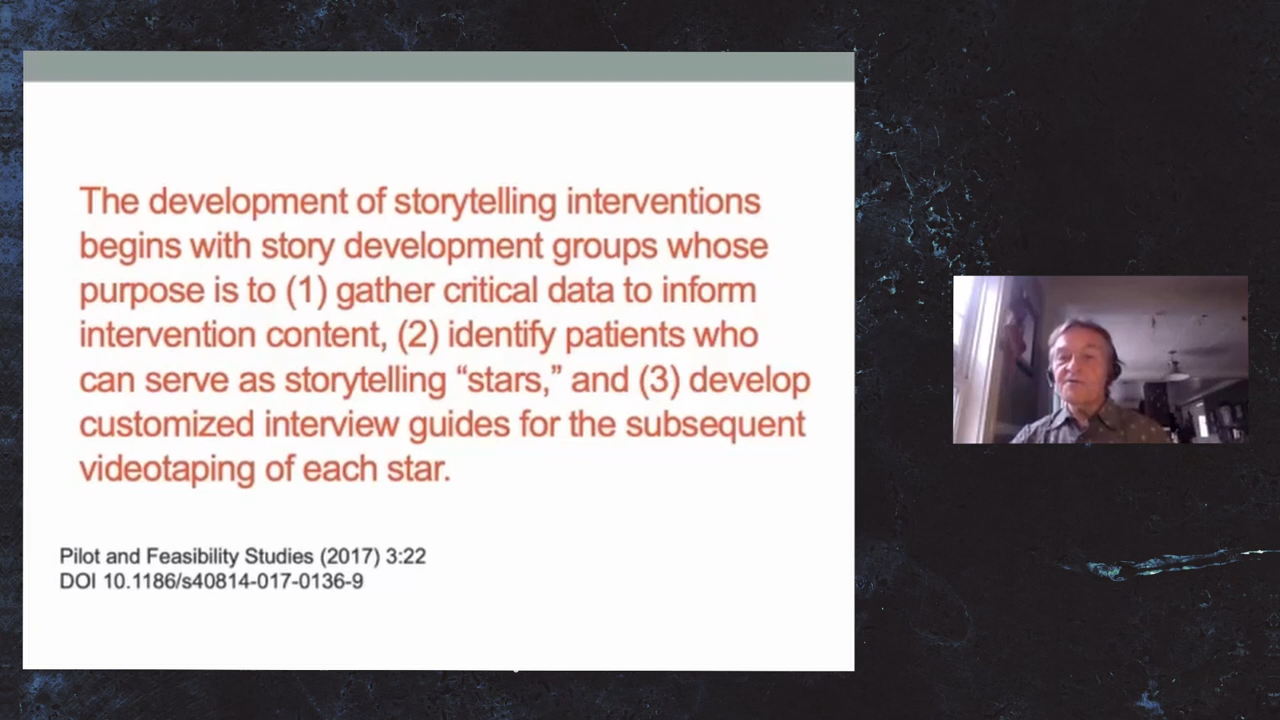 The development of storytelling interventions
begins with story development groups whose
purpose is to (1) gather critical data to inform
intervention content, (2) identify patients who
can serve as storytelling “stars,” and (3) develop
customized interview guides for the subsequent
videotaping of each star.
Pilot and Feasibility Studies (2017) 3:22
DOI 10.1186/s40814-017-0136-9